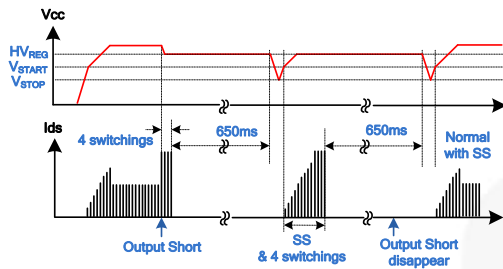 Vcc
HVREG
VSTART
VSTOP
Ids
4 switchings
650ms
650ms
Normal
with SS
Output Short
SS
& 4 switchings
Output Short
disappear